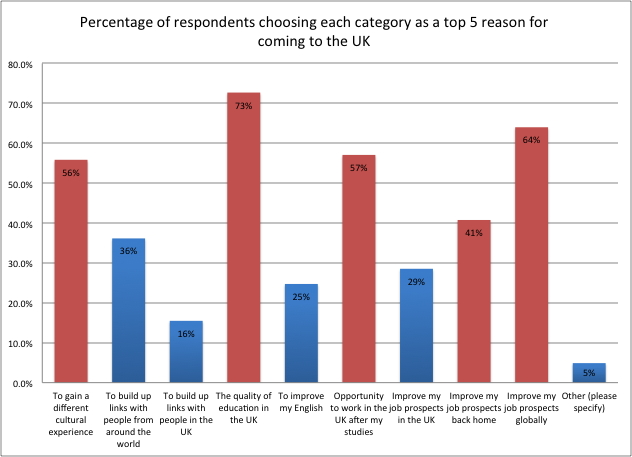 Percentage of respondents choosing each category as a top 5 reason for
coming to the UK
80.0%
70.0%
60.0%
50.0%
40.0%
30.0%
20.0%
10.0%
0.0%
56%
36%
16%
73%
25%
57%
29%
41%
64%
5%
To gain a
different
cultural
experience
To build up
links with
people from
around the
world
To build up
links with
people in the
UK
The quality of
education in
the UK
To improve
my English
Opportunity
to work in the
UK after my
studies
Improve my
job prospects
in the UK
Improve my
job prospects
back home
Improve my
job prospects
globally
Other (please
specify)